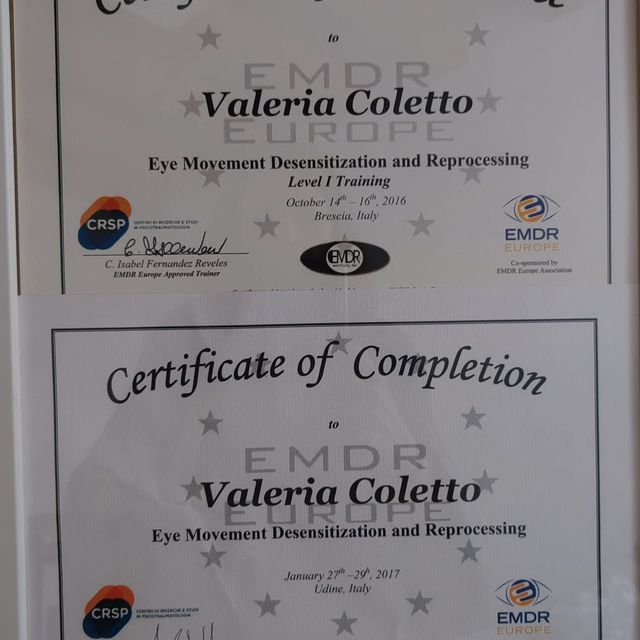 to
EMDR
Valeria Coletto
EUROPE
Eye Movement Desensitization and Reprocessing
Level I Training
October 14th – 16th, 2016
Brescia, Italy
CRSP
CENTRO DI RICERCHE E STUDI
IN PSICOTRAUMATOLOGIA
C. Isabel Fernandez Reveles
EMDR Europe Approved Trainer
EMDR
EMDR
EUROPE
Co-sponsored by
EMDR Europe Association
Certificate of Completion
to
EMDR
Valeria Coletto
EUROPE
Eye Movement Desensitization and Reprocessing
January 27th –29th, 2017
Udine, Italy
CRSP
CENTRO DI RICERCHE E STUDI
IN PSICOTRAUMATOLOGIA
EMDR
EUROPE